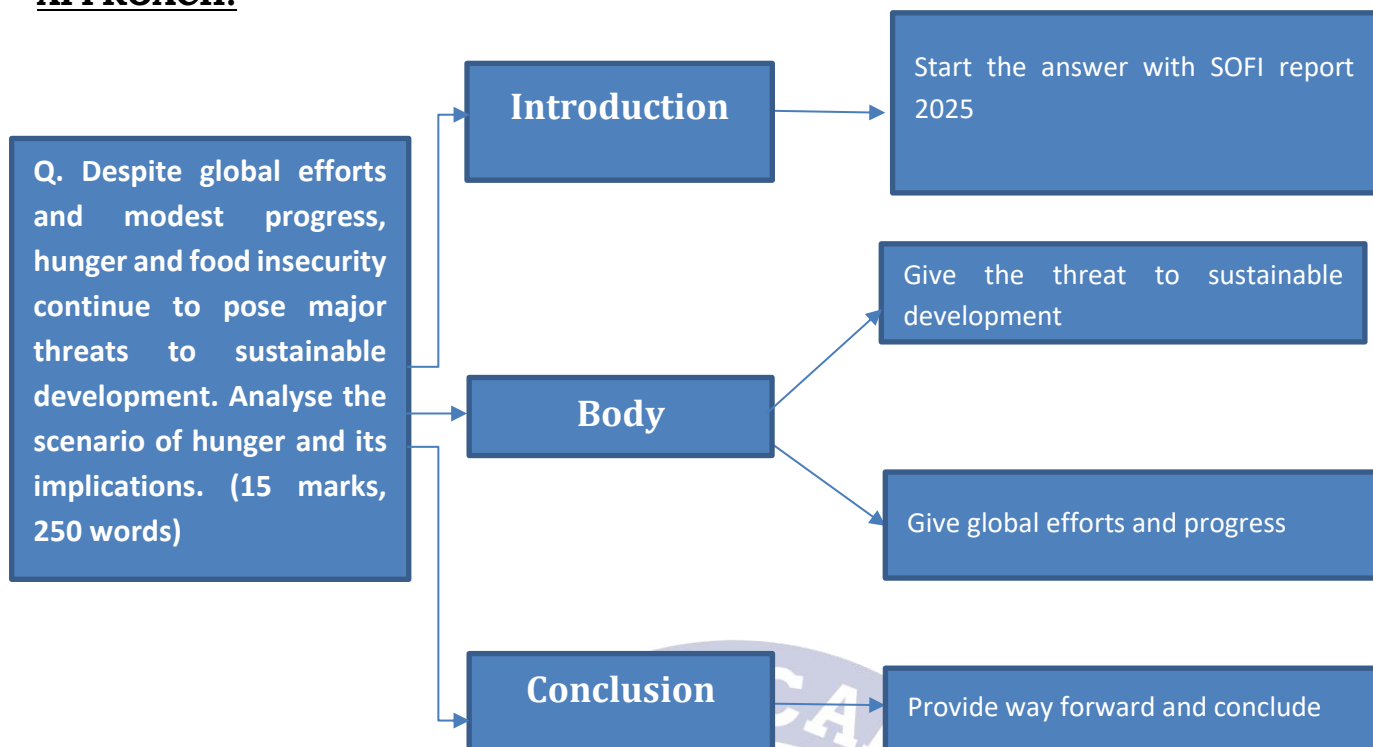 APPROACH:
Start the answer with SOFI report
2025
Introduction
Q. Despite global efforts
and modest progress,
hunger and food insecurity
continue to pose major
threats to sustainable
development. Analyse the
scenario of hunger and its
implications. (15 marks,
250 words)
Give the threat to sustainable
development
Body
Give global efforts and progress
Conclusion
Provide way forward and conclude